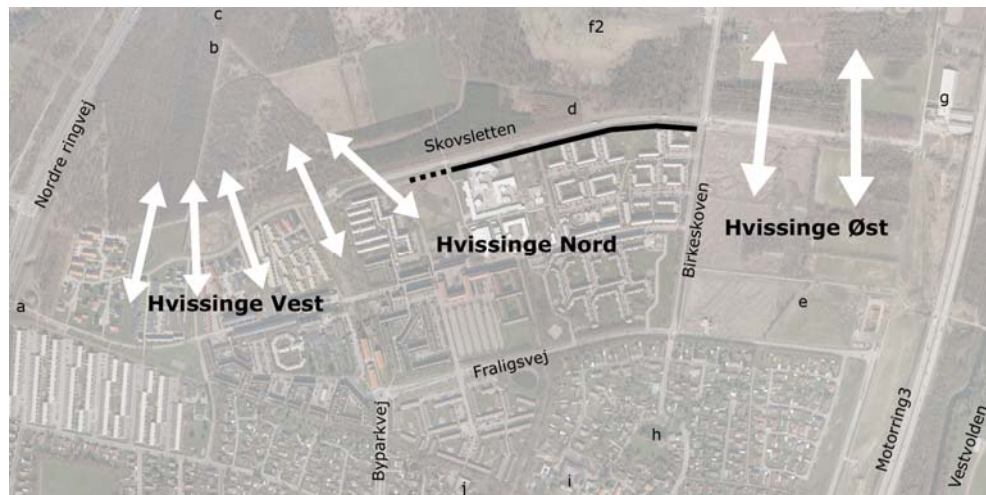 c
f2
b
g
d
Nordre ringvej
Skovsletten
Hvissinge Øst
Hvissinge Nord
Birkeskoven
Hvissinge Vest
a
e
Fraligsvej
Byparkvej
h
Motorring3
Vestvolden
i
j